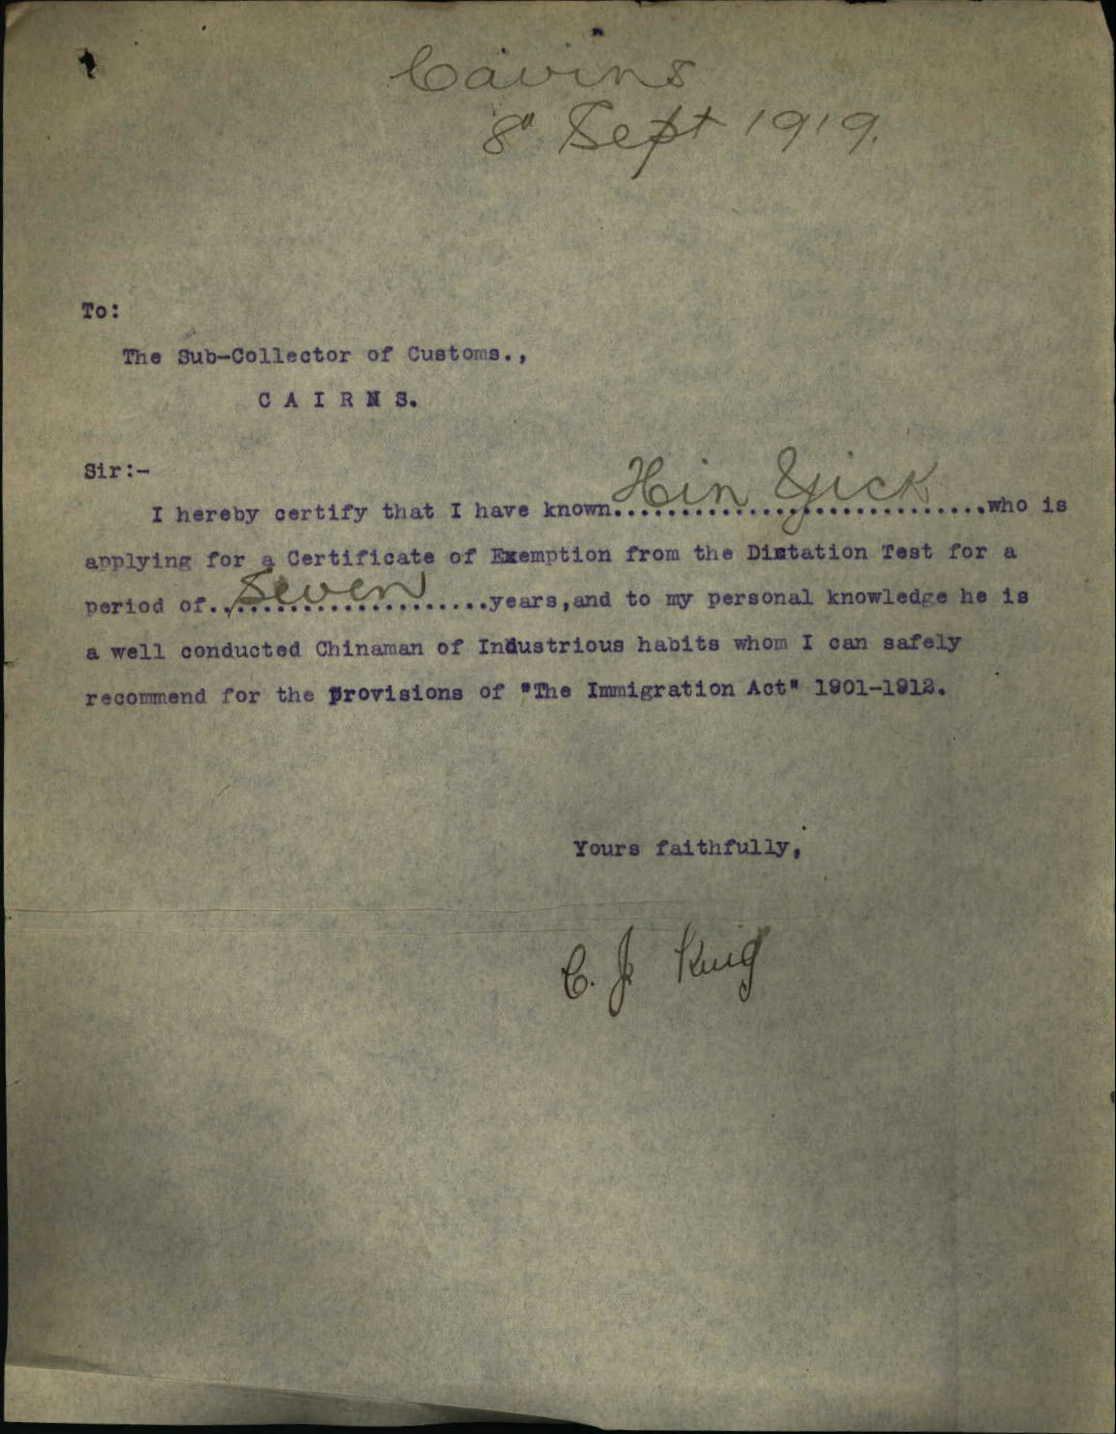 Cairns
8" Sept 1919.
To:
The Sub-Collector of Customs.,
C A I R N S.
Sir:-
I hereby certify that I have known....Hin Yick....who is
applying for a Certificate of Exemption from the Dictation Test for a
period of....Seven....years,and to my personal knowledge he is
a well conducted Chinaman of Industrious habits whom I can safely
recommend for the provisions of "The Immigration Act" 1901-1912.
Yours faithfully,
C. J. King